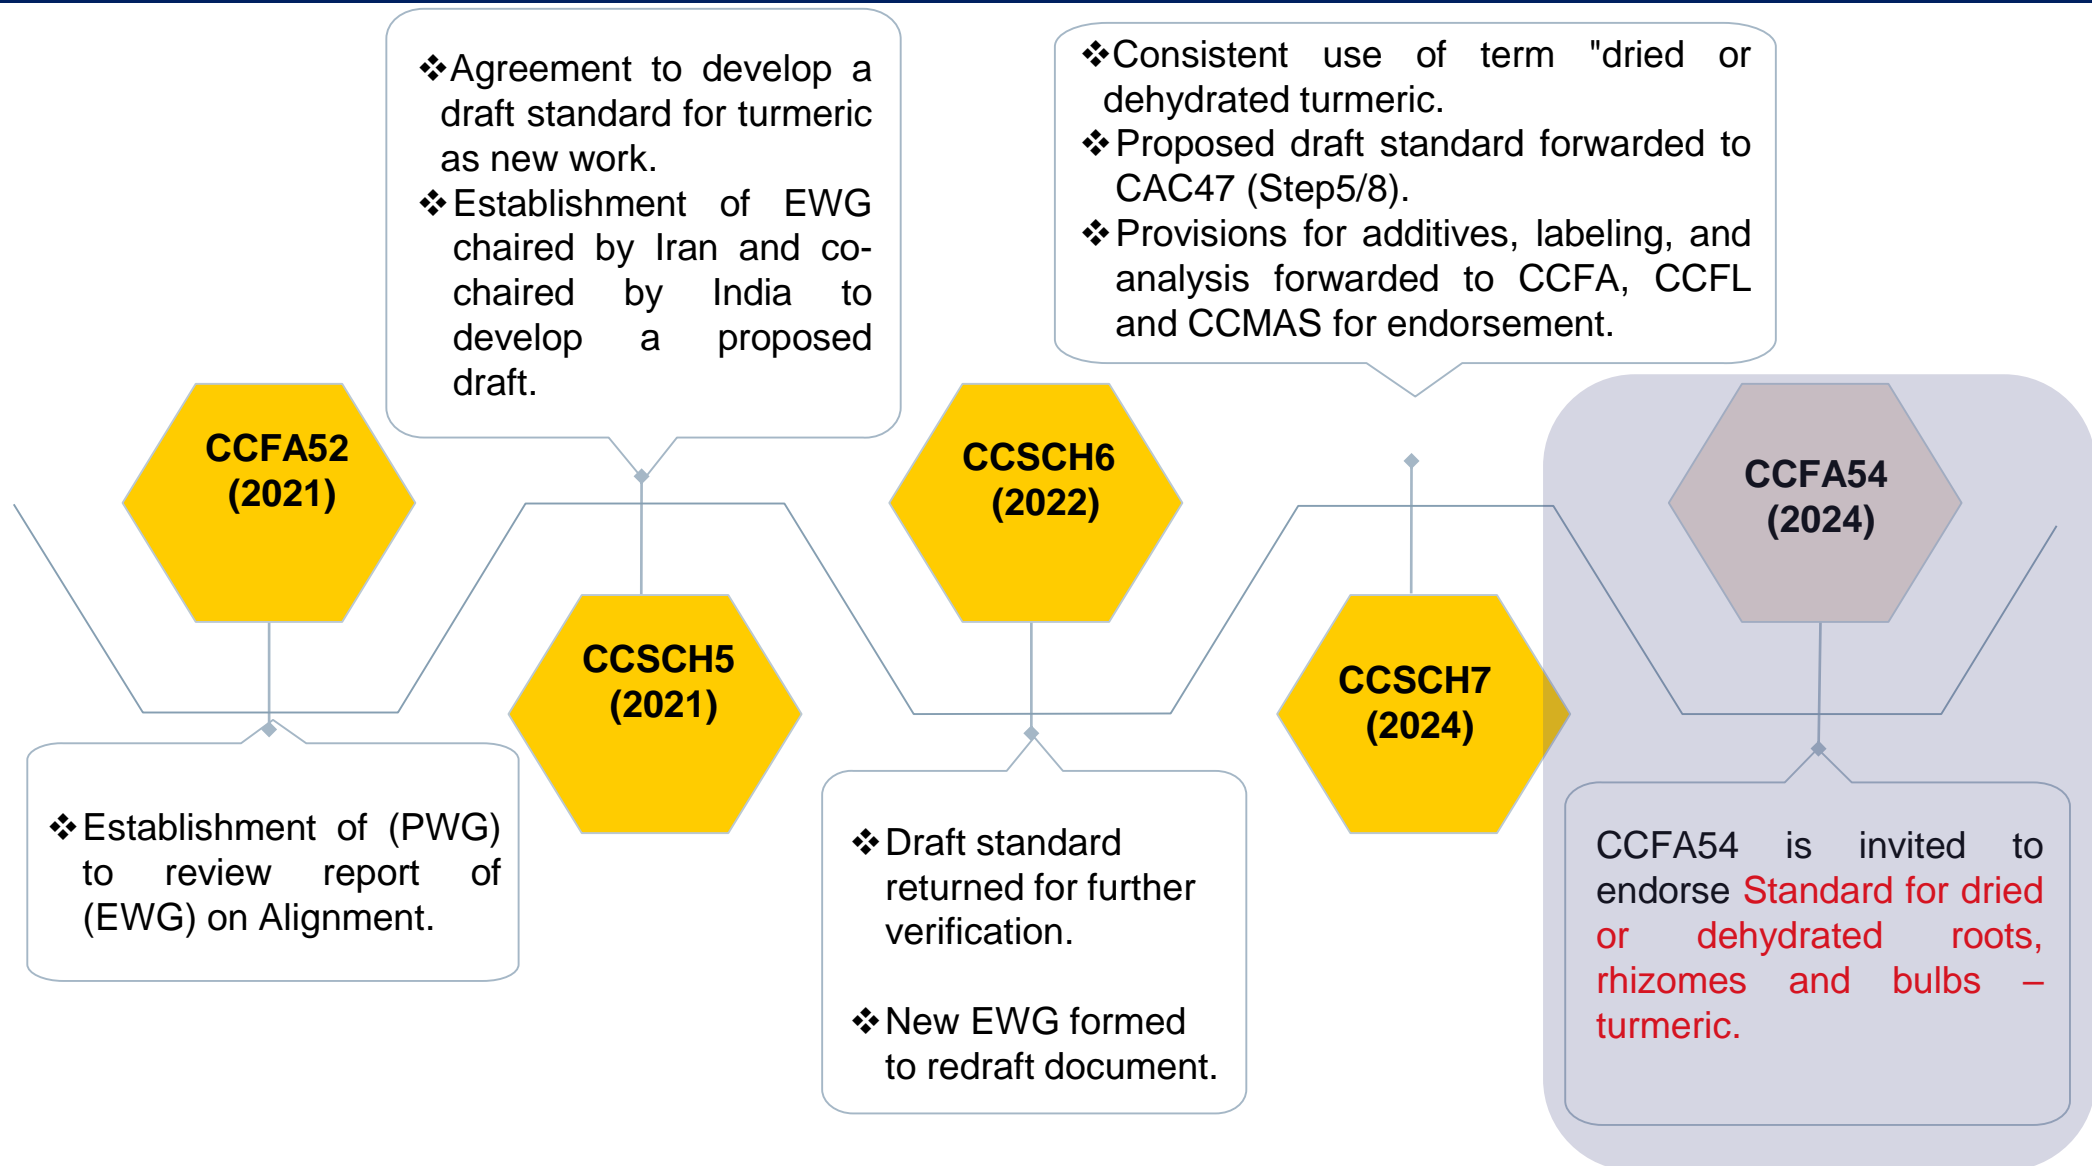 CCFA52
(2021)
❖Establishment of (PWG)
to review report of
(EWG) on Alignment.
❖Agreement to develop a
draft standard for turmeric
as new work.
❖Establishment of EWG
chaired by Iran and co-
chaired by India to
develop a proposed
draft.
CCSCH5
(2021)
CCSCH6
(2022)
❖Draft standard
returned for further
verification.
❖New EWG formed
to redraft document.
❖Consistent use of term "dried or
dehydrated turmeric.
❖Proposed draft standard forwarded to
CAC47 (Step5/8).
❖Provisions for additives, labeling, and
analysis forwarded to CCFA, CCFL
and CCMAS for endorsement.
CCSCH7
(2024)
CCFA54
(2024)
CCFA54 is invited to
endorse Standard for dried
or dehydrated roots,
rhizomes and bulbs –
turmeric.